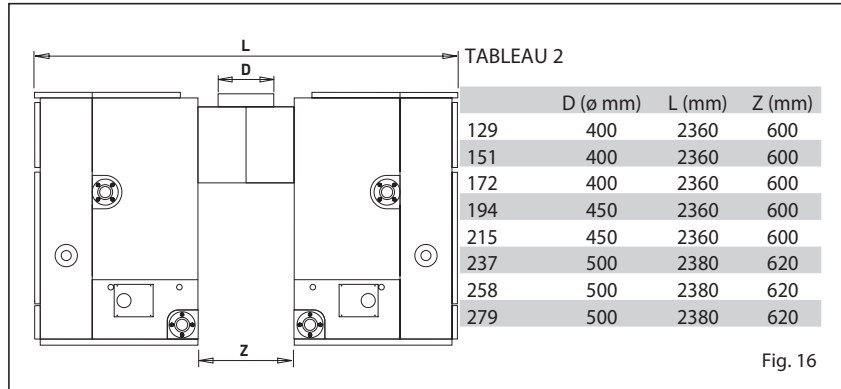 L
D
Z
TABLEAU 2
D (ø mm) L (mm) Z (mm)
129 400 2360 600
151 400 2360 600
172 400 2360 600
194 450 2360 600
215 450 2360 600
237 500 2380 620
258 500 2380 620
279 500 2380 620
Fig. 16